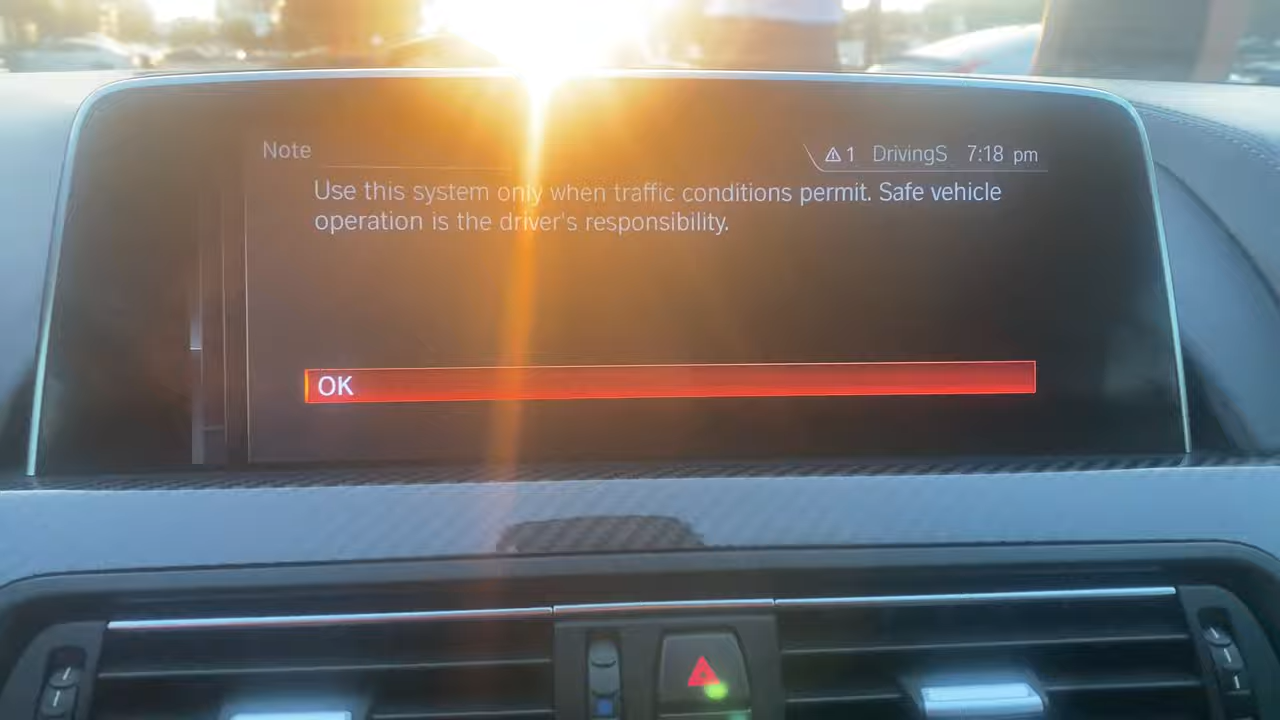 Note
1 DrivingS 7:18 pm
Use this system only when traffic conditions permit. Safe vehicle
operation is the driver's responsibility.
OK